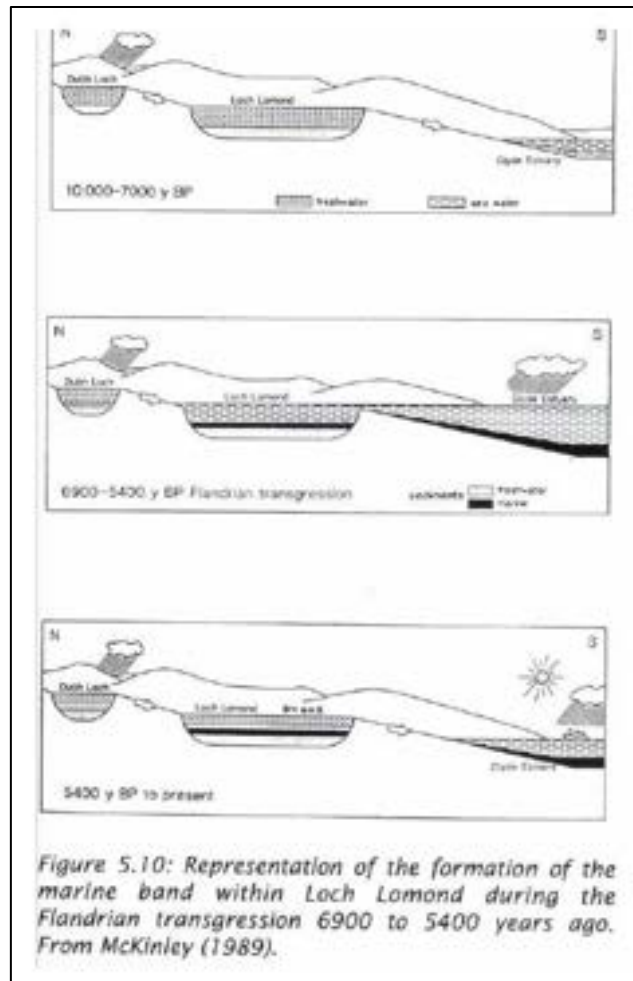 N S
Dubh Loch
Loch Lomond
Clyde Estuary
10.000-7000 y BP
freshwater sea water
N S
Dubh Loch
Loch Lomond
Estuary
6900-5400 y BP Flandrian transgression
sediments freshwater
marine
N S
Dubh Loch
Loch Lomond
Clyde Estuary
5400 y BP to present
Figure 5.10: Representation of the formation of the
marine band within Loch Lomond during the
Flandrian transgression 6900 to 5400 years ago.
From McKinley (1989).